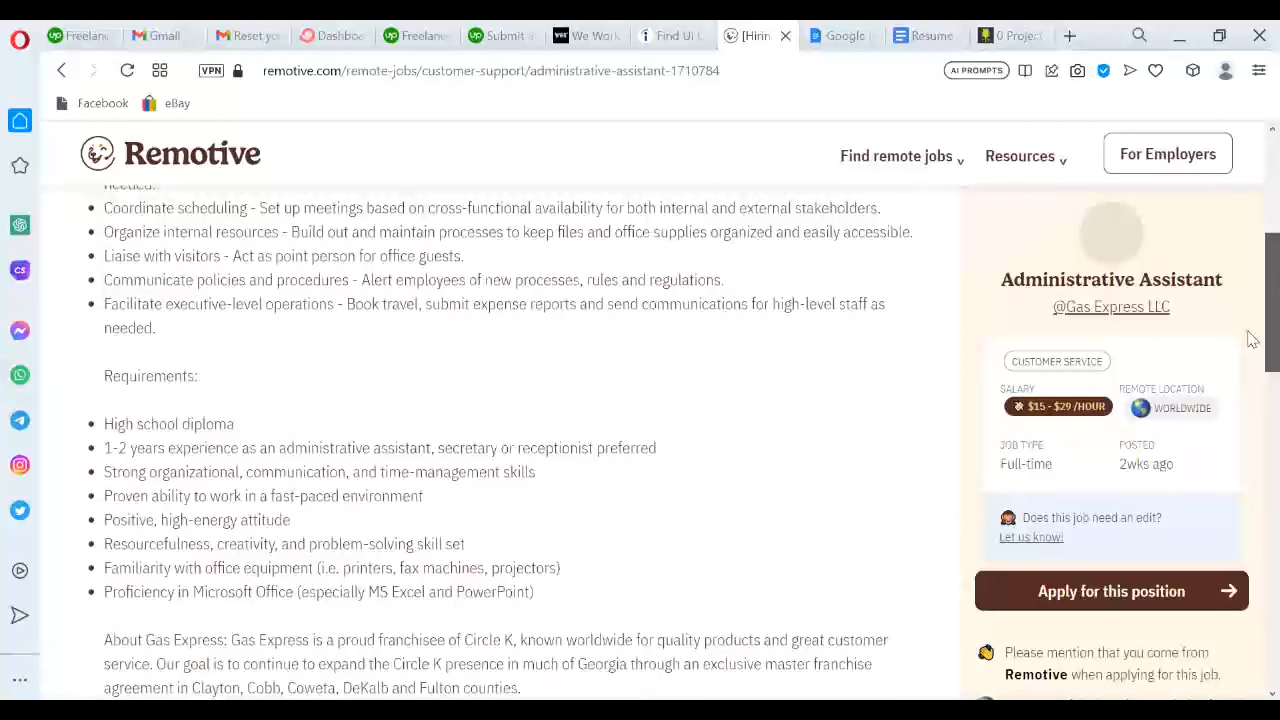 Freelan
Gmail
Reset yo
Dashbo
Freelanc
Submit a
We Work
Find UI U
[Hirin
Google
Resume
0 Projec
VPN
remotive.com/remote-jobs/customer-support/administrative-assistant-1710784
AI PROMPTS
Facebook
eBay
Remotive
Find remote jobs
Resources
For Employers
needed.
Coordinate scheduling - Set up meetings based on cross-functional availability for both internal and external stakeholders.
Organize internal resources - Build out and maintain processes to keep files and office supplies organized and easily accessible.
Liaise with visitors - Act as point person for office guests.
Communicate policies and procedures - Alert employees of new processes, rules and regulations.
Facilitate executive-level operations - Book travel, submit expense reports and send communications for high-level staff as
needed.
Requirements:
High school diploma
1-2 years experience as an administrative assistant, secretary or receptionist preferred
Strong organizational, communication, and time-management skills
Proven ability to work in a fast-paced environment
Positive, high-energy attitude
Resourcefulness, creativity, and problem-solving skill set
Familiarity with office equipment (i.e. printers, fax machines, projectors)
Proficiency in Microsoft Office (especially MS Excel and PowerPoint)
About Gas Express: Gas Express is a proud franchisee of Circle K, known worldwide for quality products and great customer
service. Our goal is to continue to expand the Circle K presence in much of Georgia through an exclusive master franchise
agreement in Clayton, Cobb, Coweta, DeKalb and Fulton counties.
Administrative Assistant
@Gas Express LLC
CUSTOMER SERVICE
SALARY
REMOTE LOCATION
$15 - $29 /HOUR
WORLDWIDE
JOB TYPE
POSTED
Full-time
2wks ago
Does this job need an edit?
Let us know!
Apply for this position
Please mention that you come from
Remotive when applying for this job.